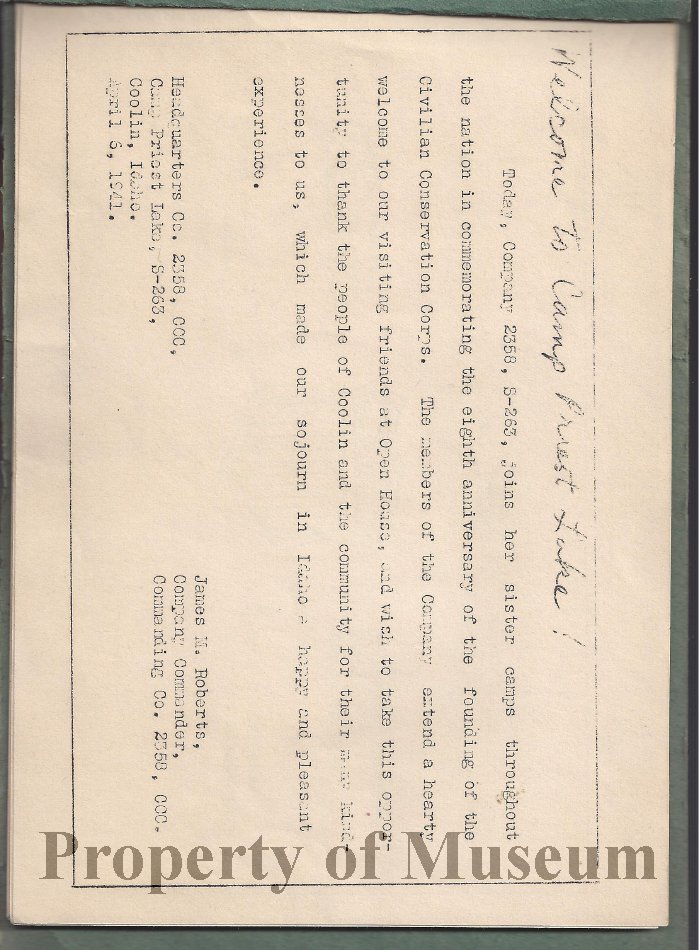 Welcome to Camp Priest Lake!
Today, Company 2358, S-263, joins her sister camps throughout
the nation in commemorating the eighth anniversary of the founding of the
Civilian Conservation Corps. The members of the Company extend a hearty
welcome to our visiting friends at Open House, and wish to take this oppor-
tunity to thank the people of Coolin and the community for their many kind-
nesses to us, which made our sojourn in Idaho a happy and pleasant
experience.
James M. Roberts,
Company Commander,
Commanding Co. 2358, CCC.
Headquarters Co. 2358, CCC,
Camp Priest Lake, S-263,
Coolin, Idaho.
April 6, 1941.
Property of Museum